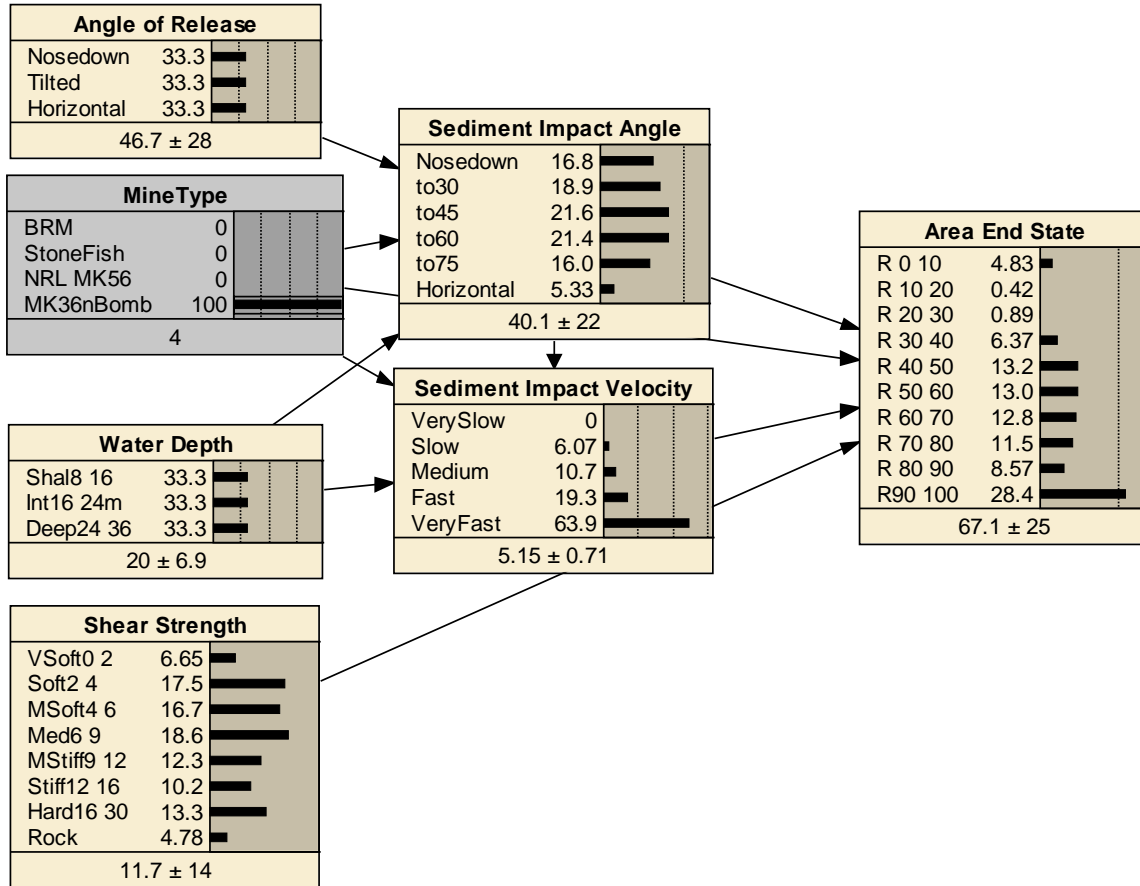 Angle of Release
Nosedown 33.3
Tilted 33.3
Horizontal 33.3
46.7 ± 28
MineType
BRM 0
StoneFish 0
NRL MK56 0
MK36nBomb 100
4
Water Depth
Shal8 16 33.3
Int16 24m 33.3
Deep24 36 33.3
20 ± 6.9
Shear Strength
VSoft0 2 6.65
Soft2 4 17.5
MSoft4 6 16.7
Med6 9 18.6
MStiff9 12 12.3
Stiff12 16 10.2
Hard16 30 13.3
Rock 4.78
11.7 ± 14
Sediment Impact Angle
Nosedown 16.8
to30 18.9
to45 21.6
to60 21.4
to75 16.0
Horizontal 5.33
40.1 ± 22
Sediment Impact Velocity
VerySlow 0
Slow 6.07
Medium 10.7
Fast 19.3
VeryFast 63.9
5.15 ± 0.71
Area End State
R 0 10 4.83
R 10 20 0.42
R 20 30 0.89
R 30 40 6.37
R 40 50 13.2
R 50 60 13.0
R 60 70 12.8
R 70 80 11.5
R 80 90 8.57
R90 100 28.4
67.1 ± 25